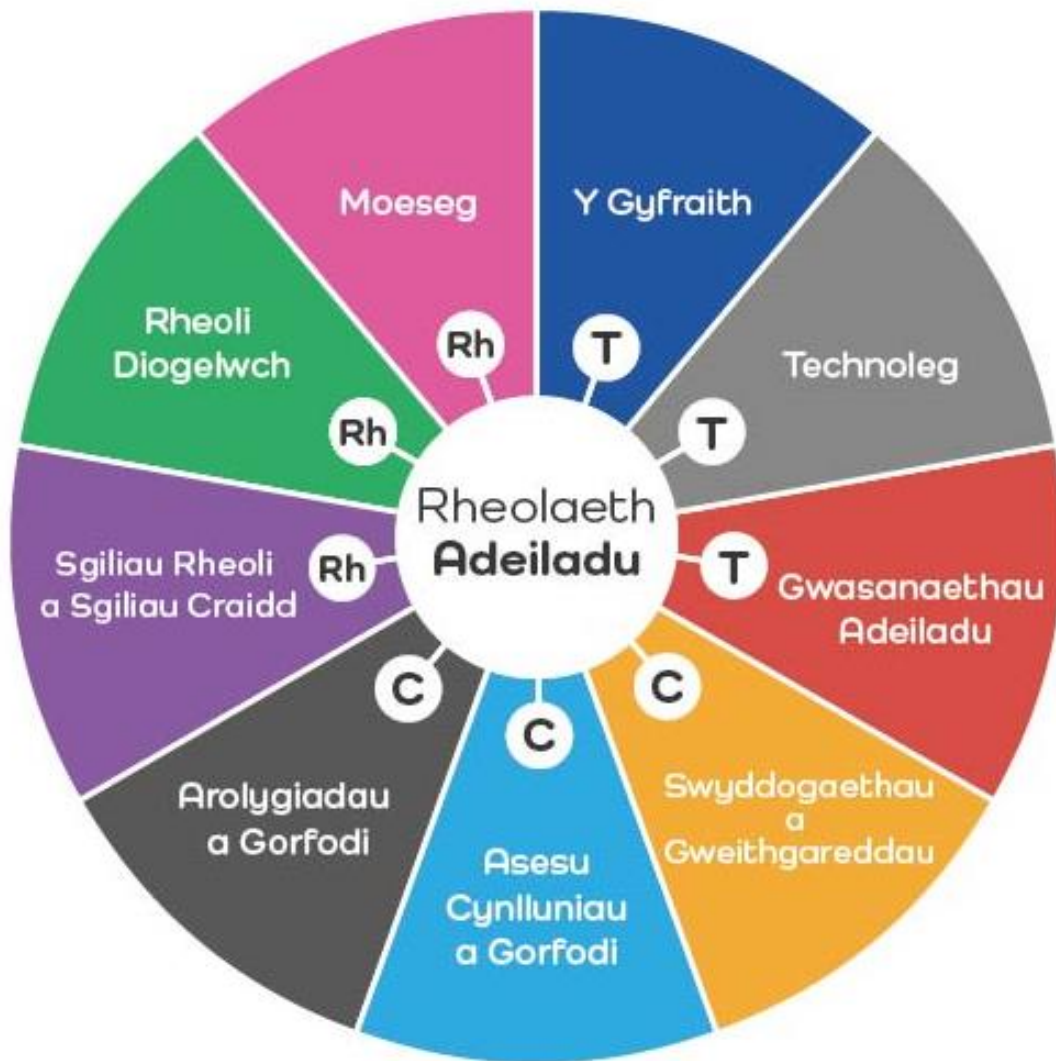 Rheolaeth
Adeiladu
Y Gyfraith
T
Technoleg
T
Gwasanaethau
Adeiladu
T
Swyddogaethau
a
Gweithgareddau
C
Asesu
Cynlluniau
a Gorfodi
C
Arolygiadau
a Gorfodi
C
Sgiliau Rheoli
a Sgiliau Craidd
Rh
Rheoli
Diogelwch
Rh
Moeseg
Rh